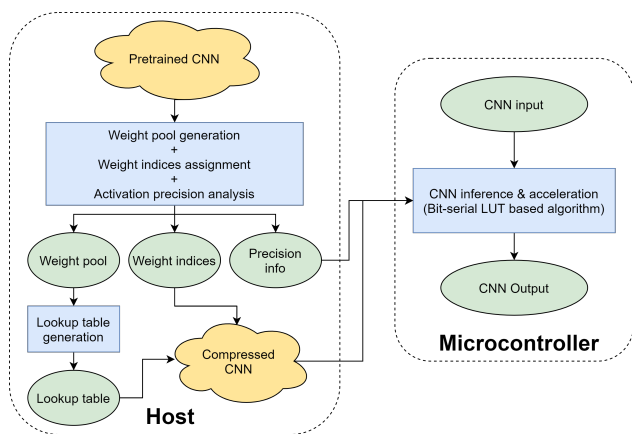 Pretrained CNN
Weight pool generation
+
Weight indices assignment
+
Activation precision analysis
Weight pool
Weight indices
Precision
info
Lookup table
generation
Compressed
CNN
Lookup table
Host
CNN input
CNN inference & acceleration
(Bit-serial LUT based algorithm)
CNN Output
Microcontroller